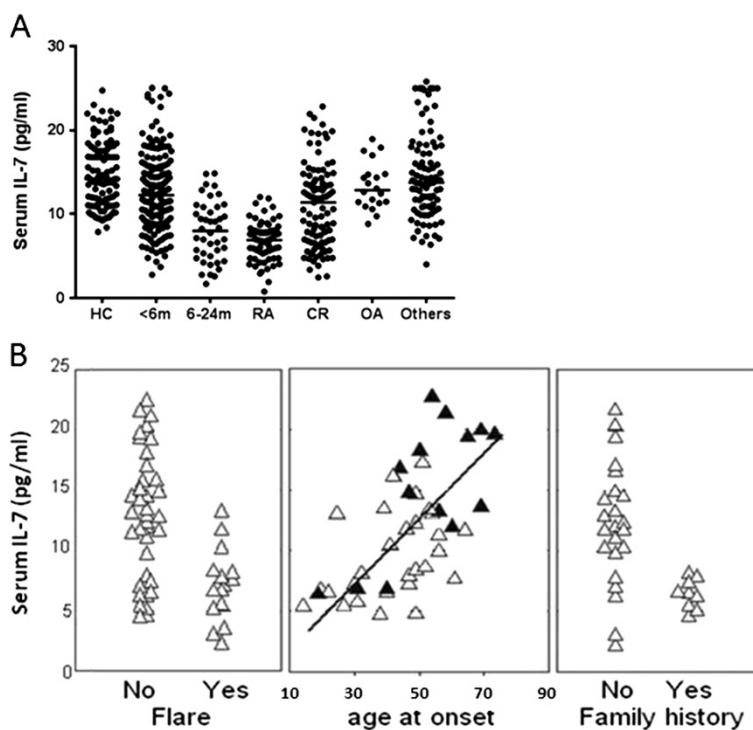 A
Serum IL-7 (pg/ml)
30
20
10
0
HC <6m 6-24m RA CR OA Others
B
Serum IL-7 (pg/ml)
25
20
15
10
5
0
No Yes 10 30 50 70 90 No Yes
Flare age at onset Family history